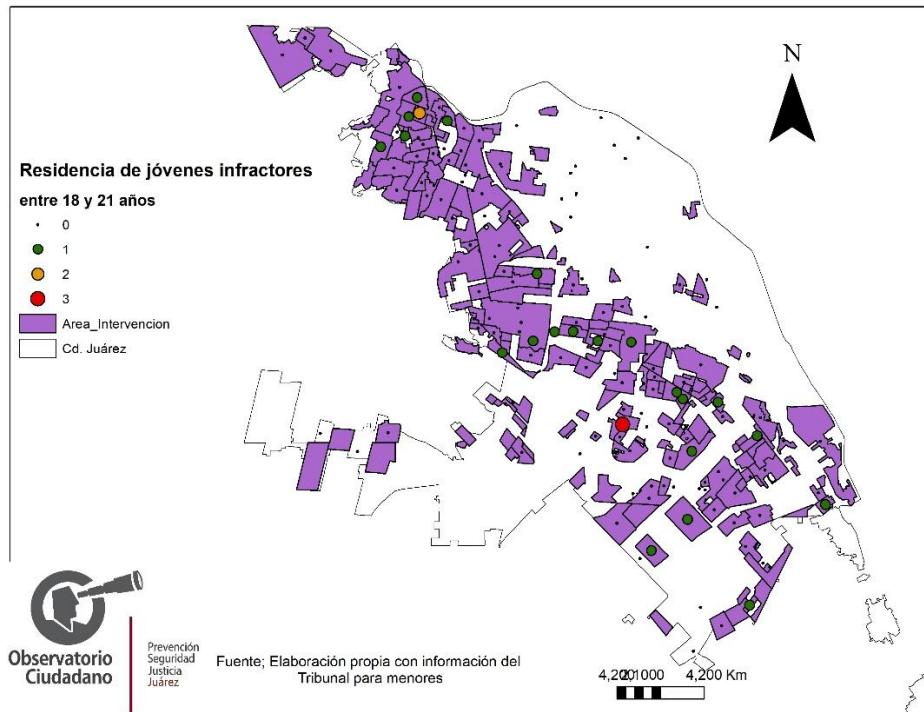 N
Residencia de jóvenes infractores
entre 18 y 21 años
0
1
2
3
Area_Intervencion
Cd. Juárez
Observatorio
Ciudadano
Prevención
Seguridad
Justicia
Juárez
Fuente; Elaboración propia con información del
Tribunal para menores
4,200 Km